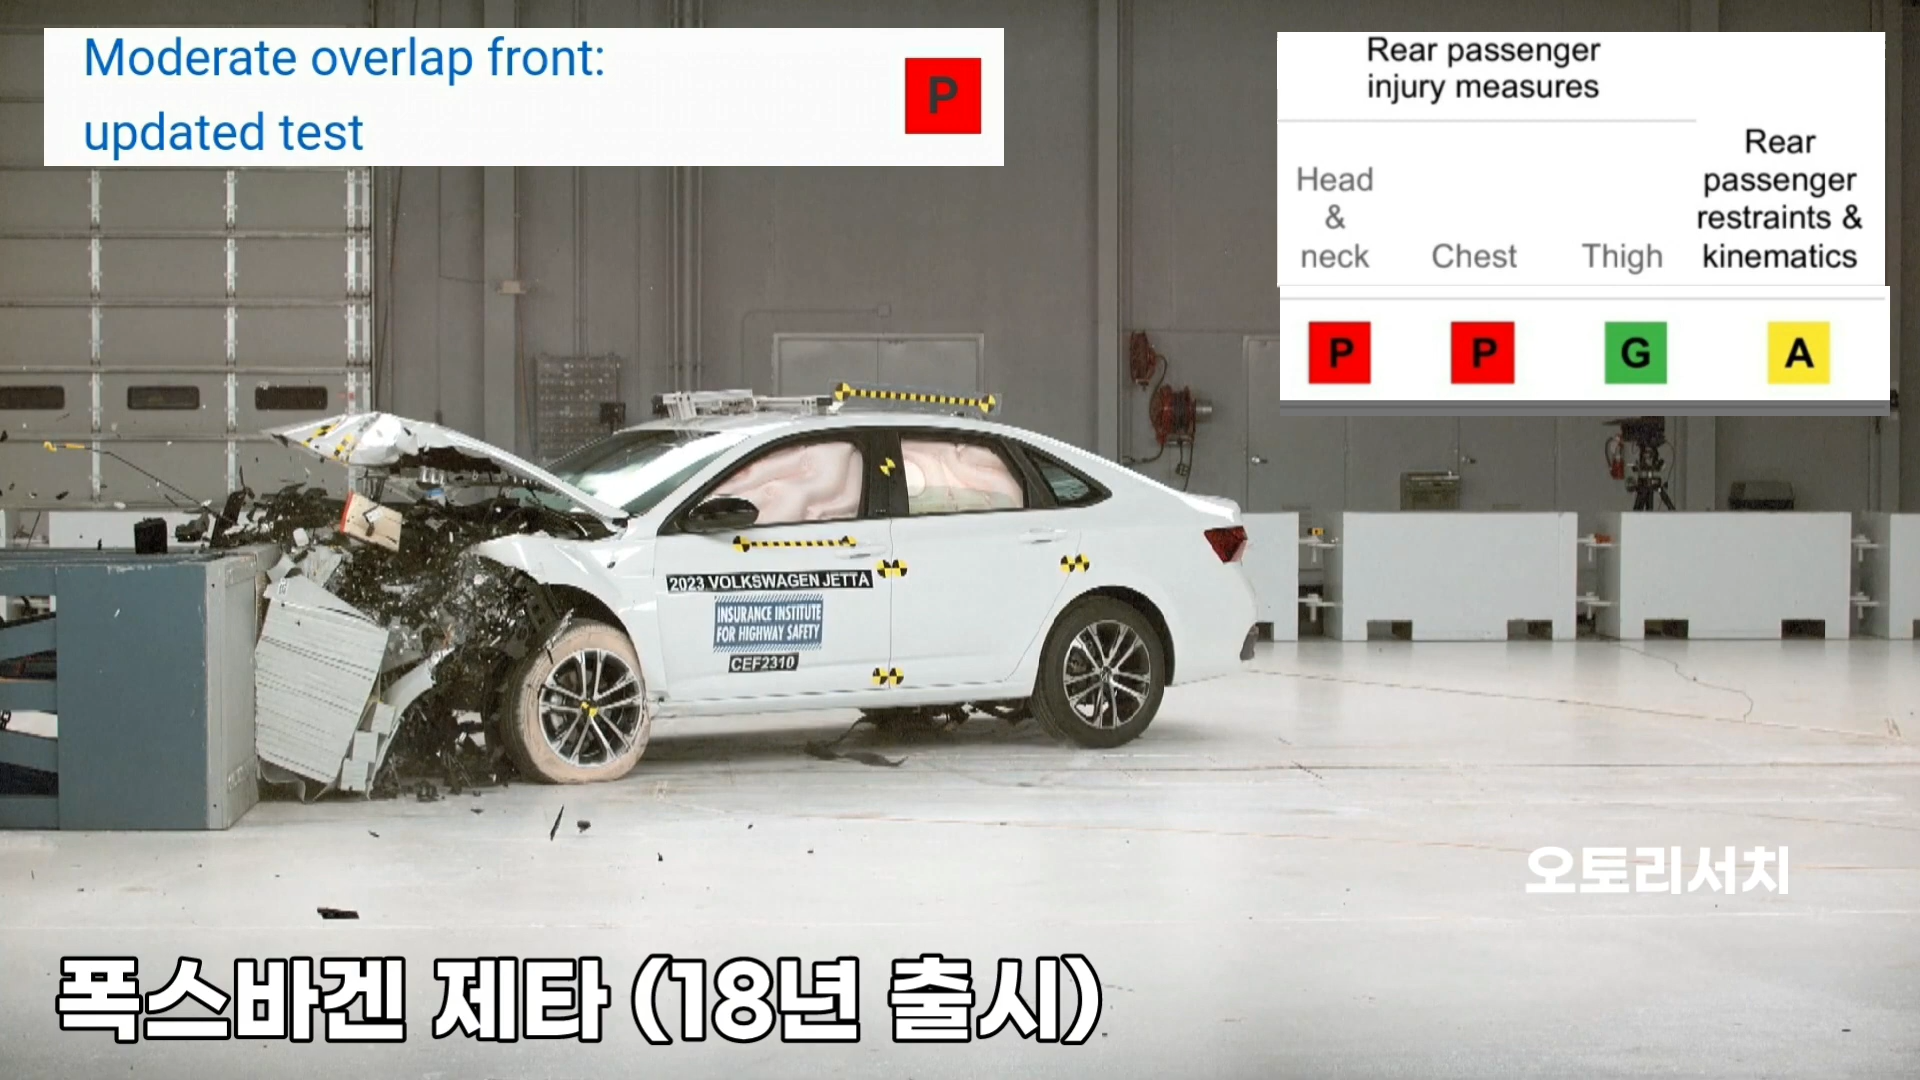 Moderate overlap front:
updated test
P
Rear passenger
injury measures
Head
&
neck
Chest
Thigh
Rear
passenger
restraints &
kinematics
P
P
G
A
2023 VOLKSWAGEN JETTA
INSURANCE INSTITUTE
FOR HIGHWAY SAFETY
CEF2310
오토리서치
폭스바겐 제타 (18년 출시)